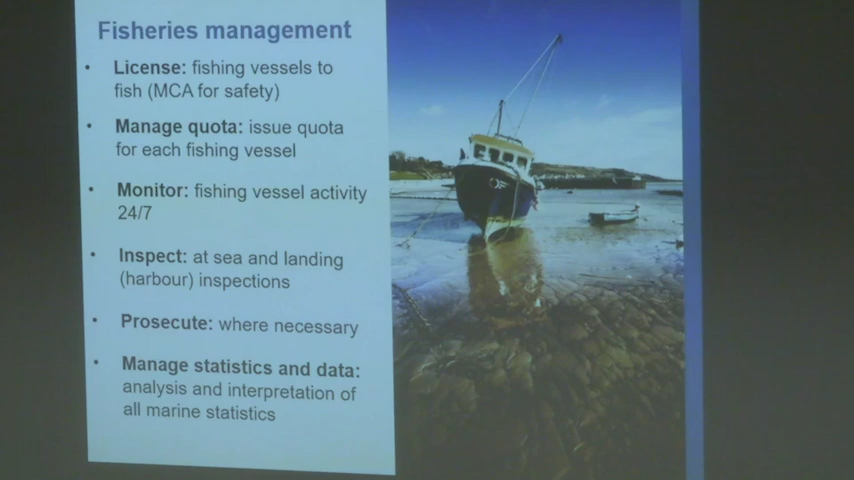 Fisheries management
• License: fishing vessels to
fish (MCA for safety)
• Manage quota: issue quota
for each fishing vessel
• Monitor: fishing vessel activity
24/7
• Inspect: at sea and landing
(harbour) inspections
• Prosecute: where necessary
• Manage statistics and data:
analysis and interpretation of
all marine statistics